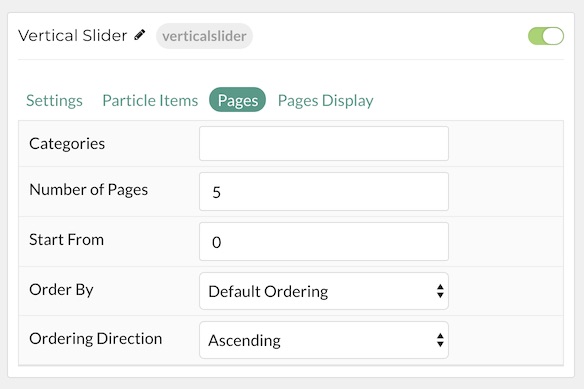 Vertical Slider verticalslider
Settings Particle Items Pages Pages Display
Categories
Number of Pages 5
Start From 0
Order By Default Ordering
Ordering Direction Ascending